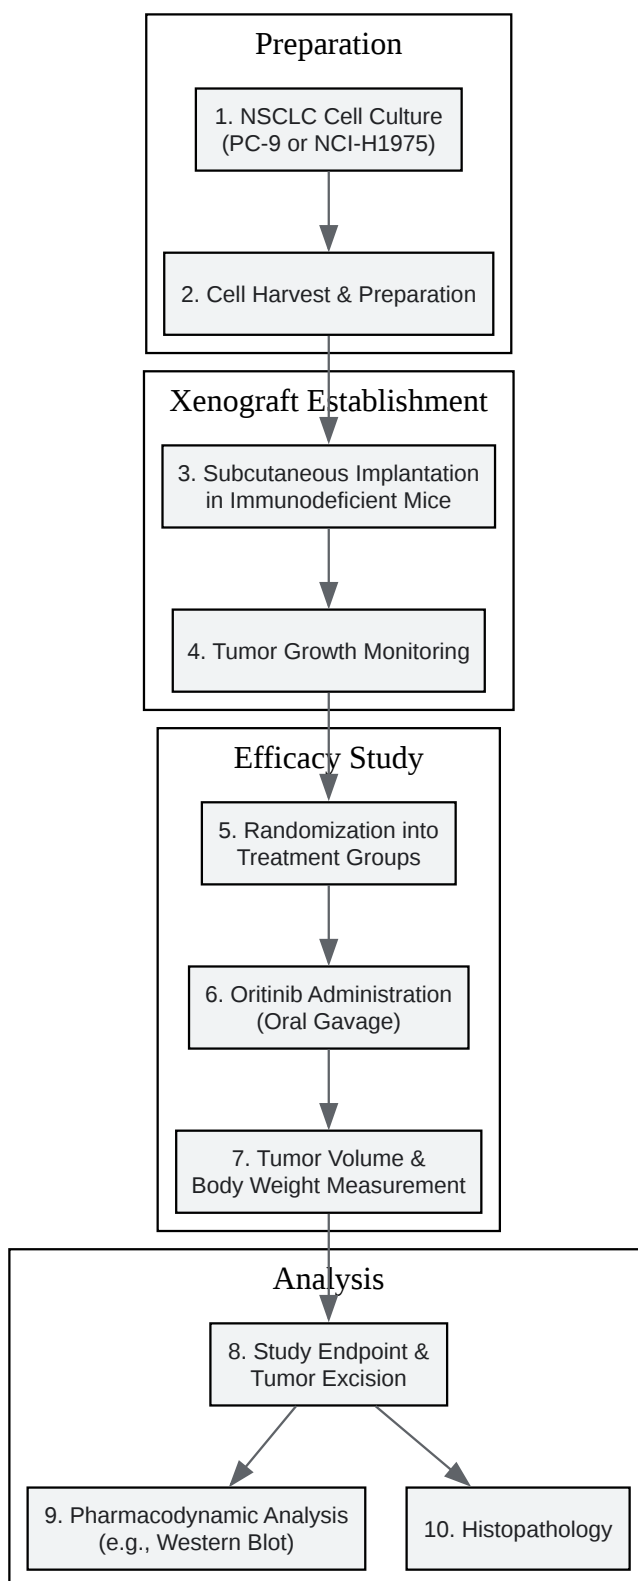 Preparation
1. NSCLC Cell Culture
(PC-9 or NCI-H1975)
2. Cell Harvest & Preparation
Xenograft Establishment
3. Subcutaneous Implantation
in Immunodeficient Mice
4. Tumor Growth Monitoring
Efficacy Study
5. Randomization into
Treatment Groups
6. Oritinib Administration
(Oral Gavage)
7. Tumor Volume &
Body Weight Measurement
Analysis
8. Study Endpoint &
Tumor Excision
9. Pharmacodynamic Analysis
(e.g., Western Blot)
10. Histopathology